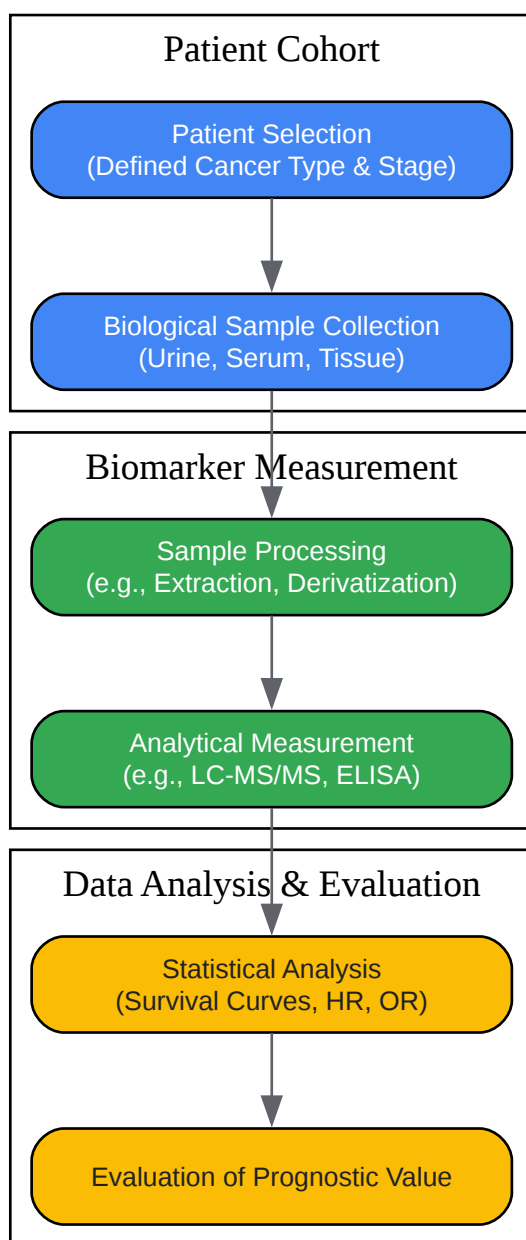 Patient Cohort
Patient Selection
(Defined Cancer Type & Stage)
Biological Sample Collection
(Urine, Serum, Tissue)
Biomarker Measurement
Sample Processing
(e.g., Extraction, Derivatization)
Analytical Measurement
(e.g., LC-MS/MS, ELISA)
Data Analysis & Evaluation
Statistical Analysis
(Survival Curves, HR, OR)
Evaluation of Prognostic Value